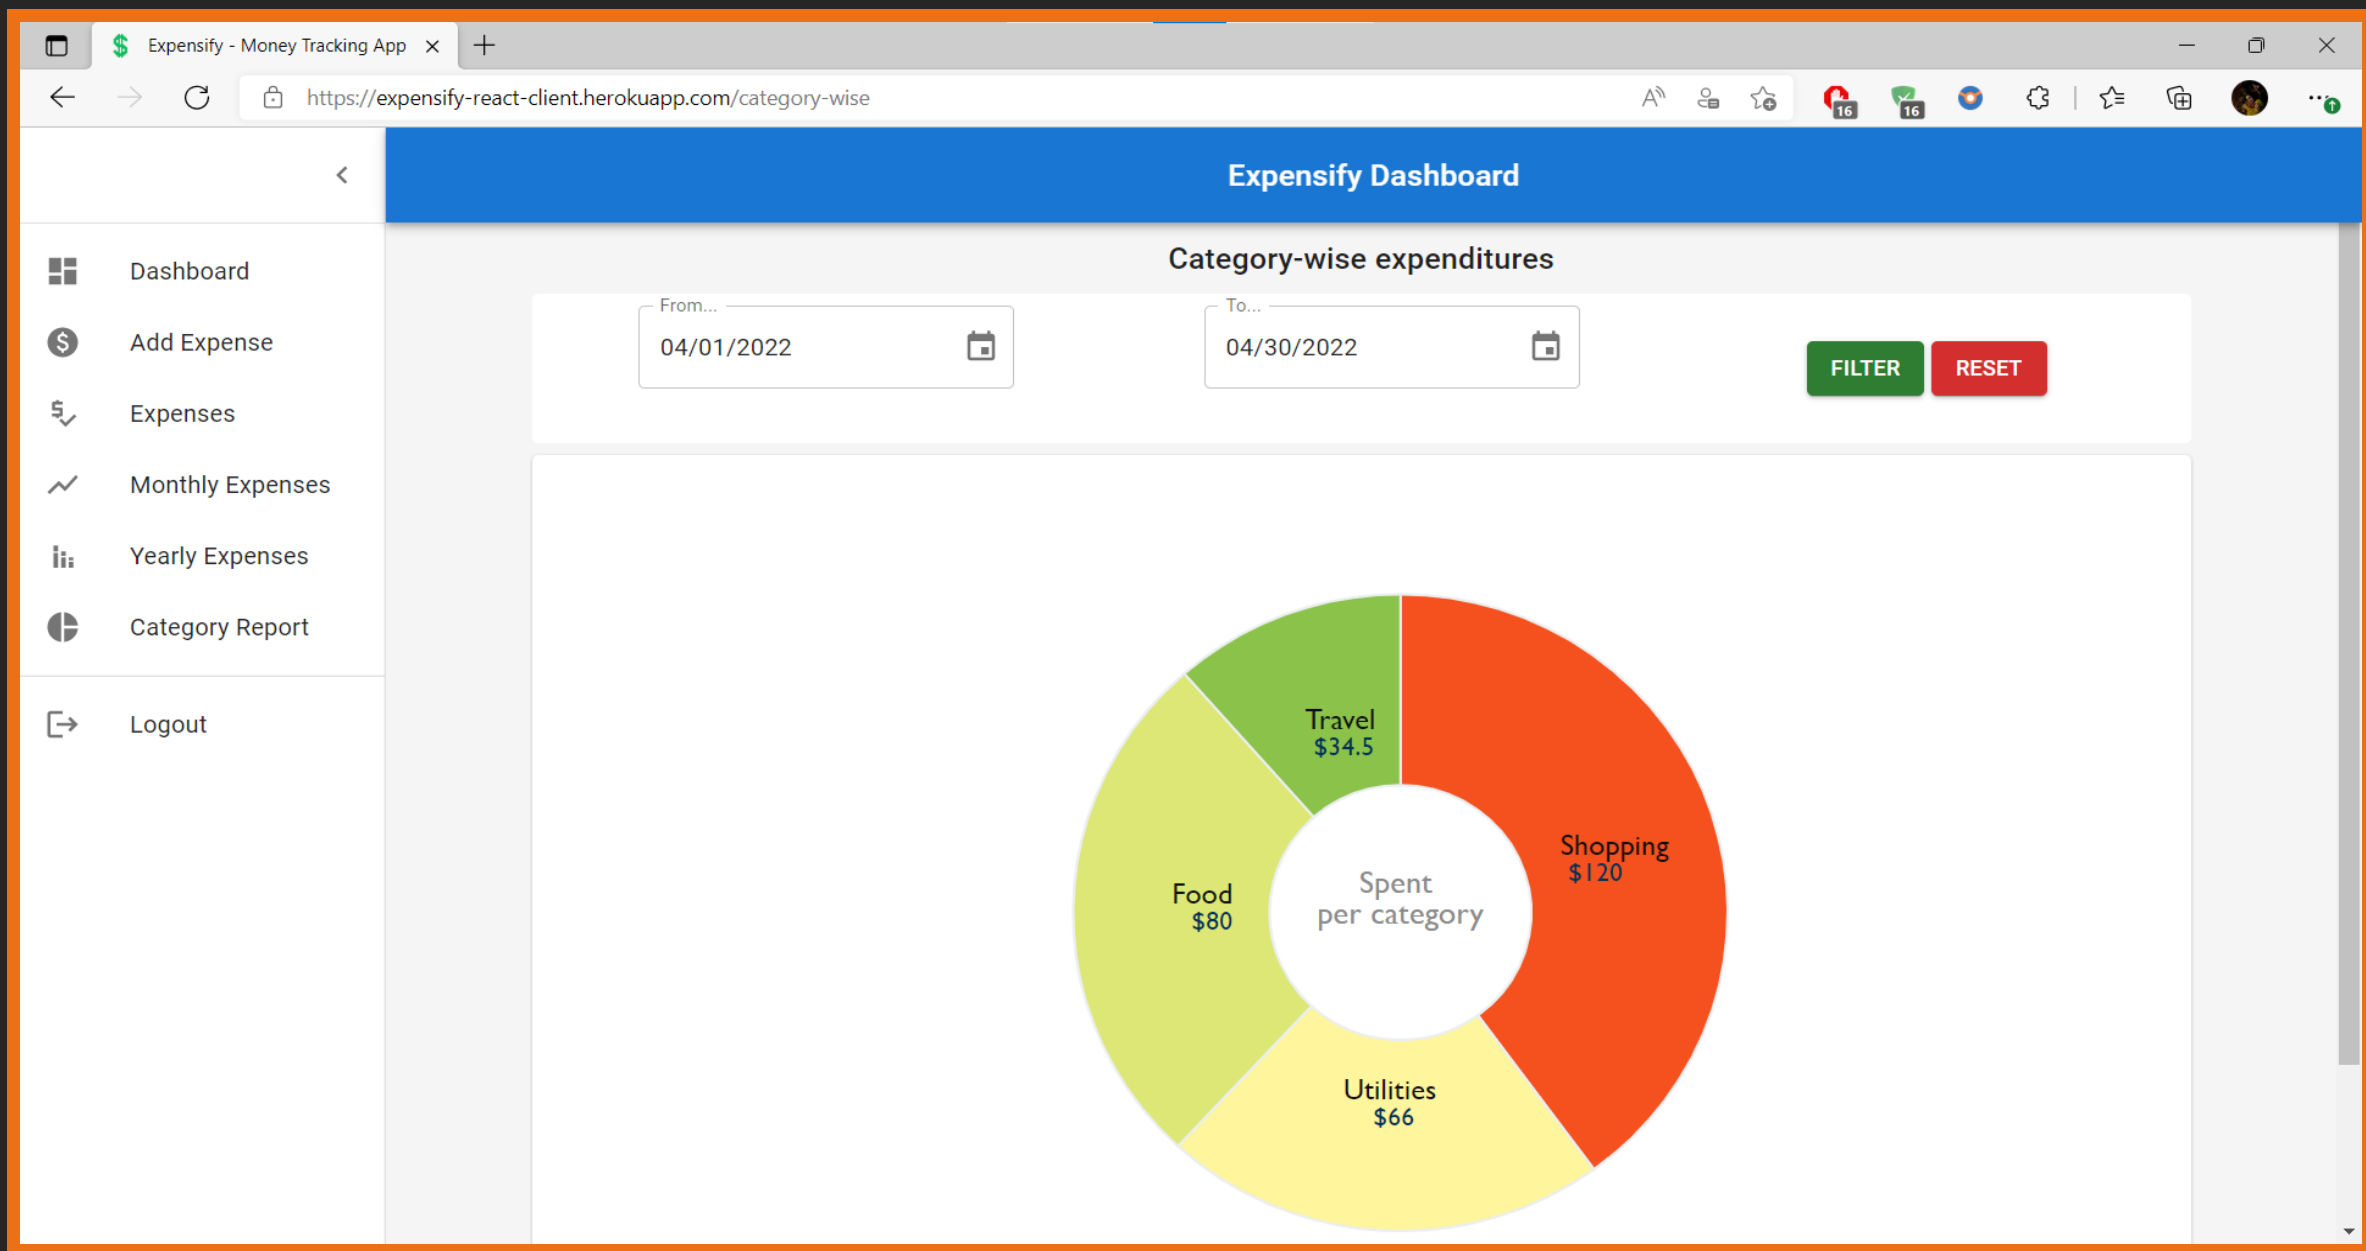 Expensify - Money Tracking App
https://expensify-react-client.herokuapp.com/category-wise
16
16
Expensify Dashboard
Dashboard
Add Expense
Expenses
Monthly Expenses
Yearly Expenses
Category Report
Logout
Category-wise expenditures
From...
04/01/2022
To...
04/30/2022
FILTER
RESET
Travel
$34.5
Shopping
$120
Food
$80
Spent
per category
Utilities
$66